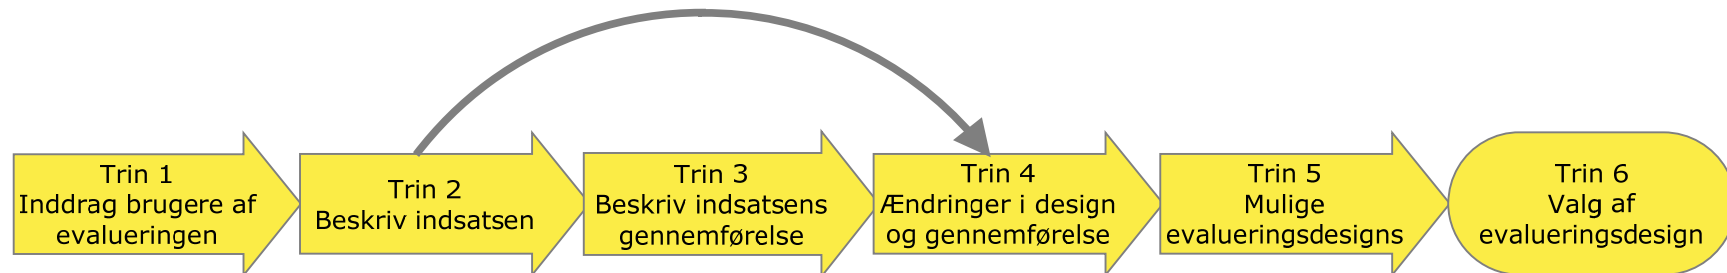 Trin 1
Inddrag brugere af
evalueringen
Trin 2
Beskriv indsatsen
Trin 3
Beskriv indsatsens
gennemførelse
Trin 4
Ændringer i design
og gennemførelse
Trin 5
Mulige
evalueringsdesigns
Trin 6
Valg af
evalueringsdesign